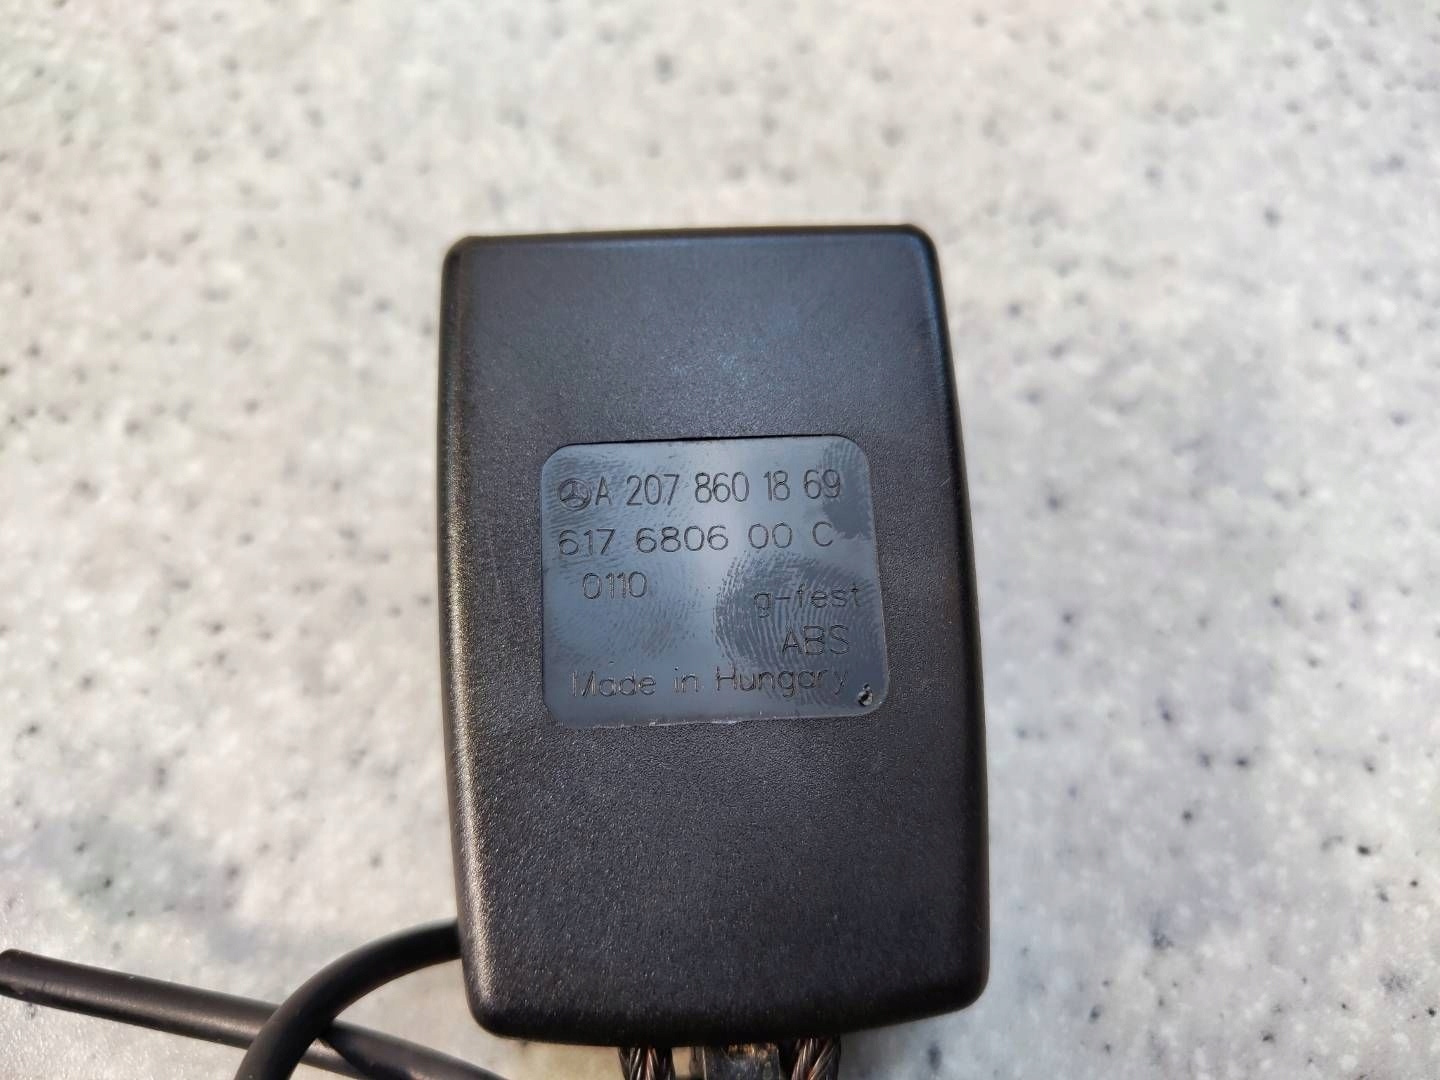 A 207 860 18 69
617 6806 00 C
0110
g-fest
ABS
Made in Hungary